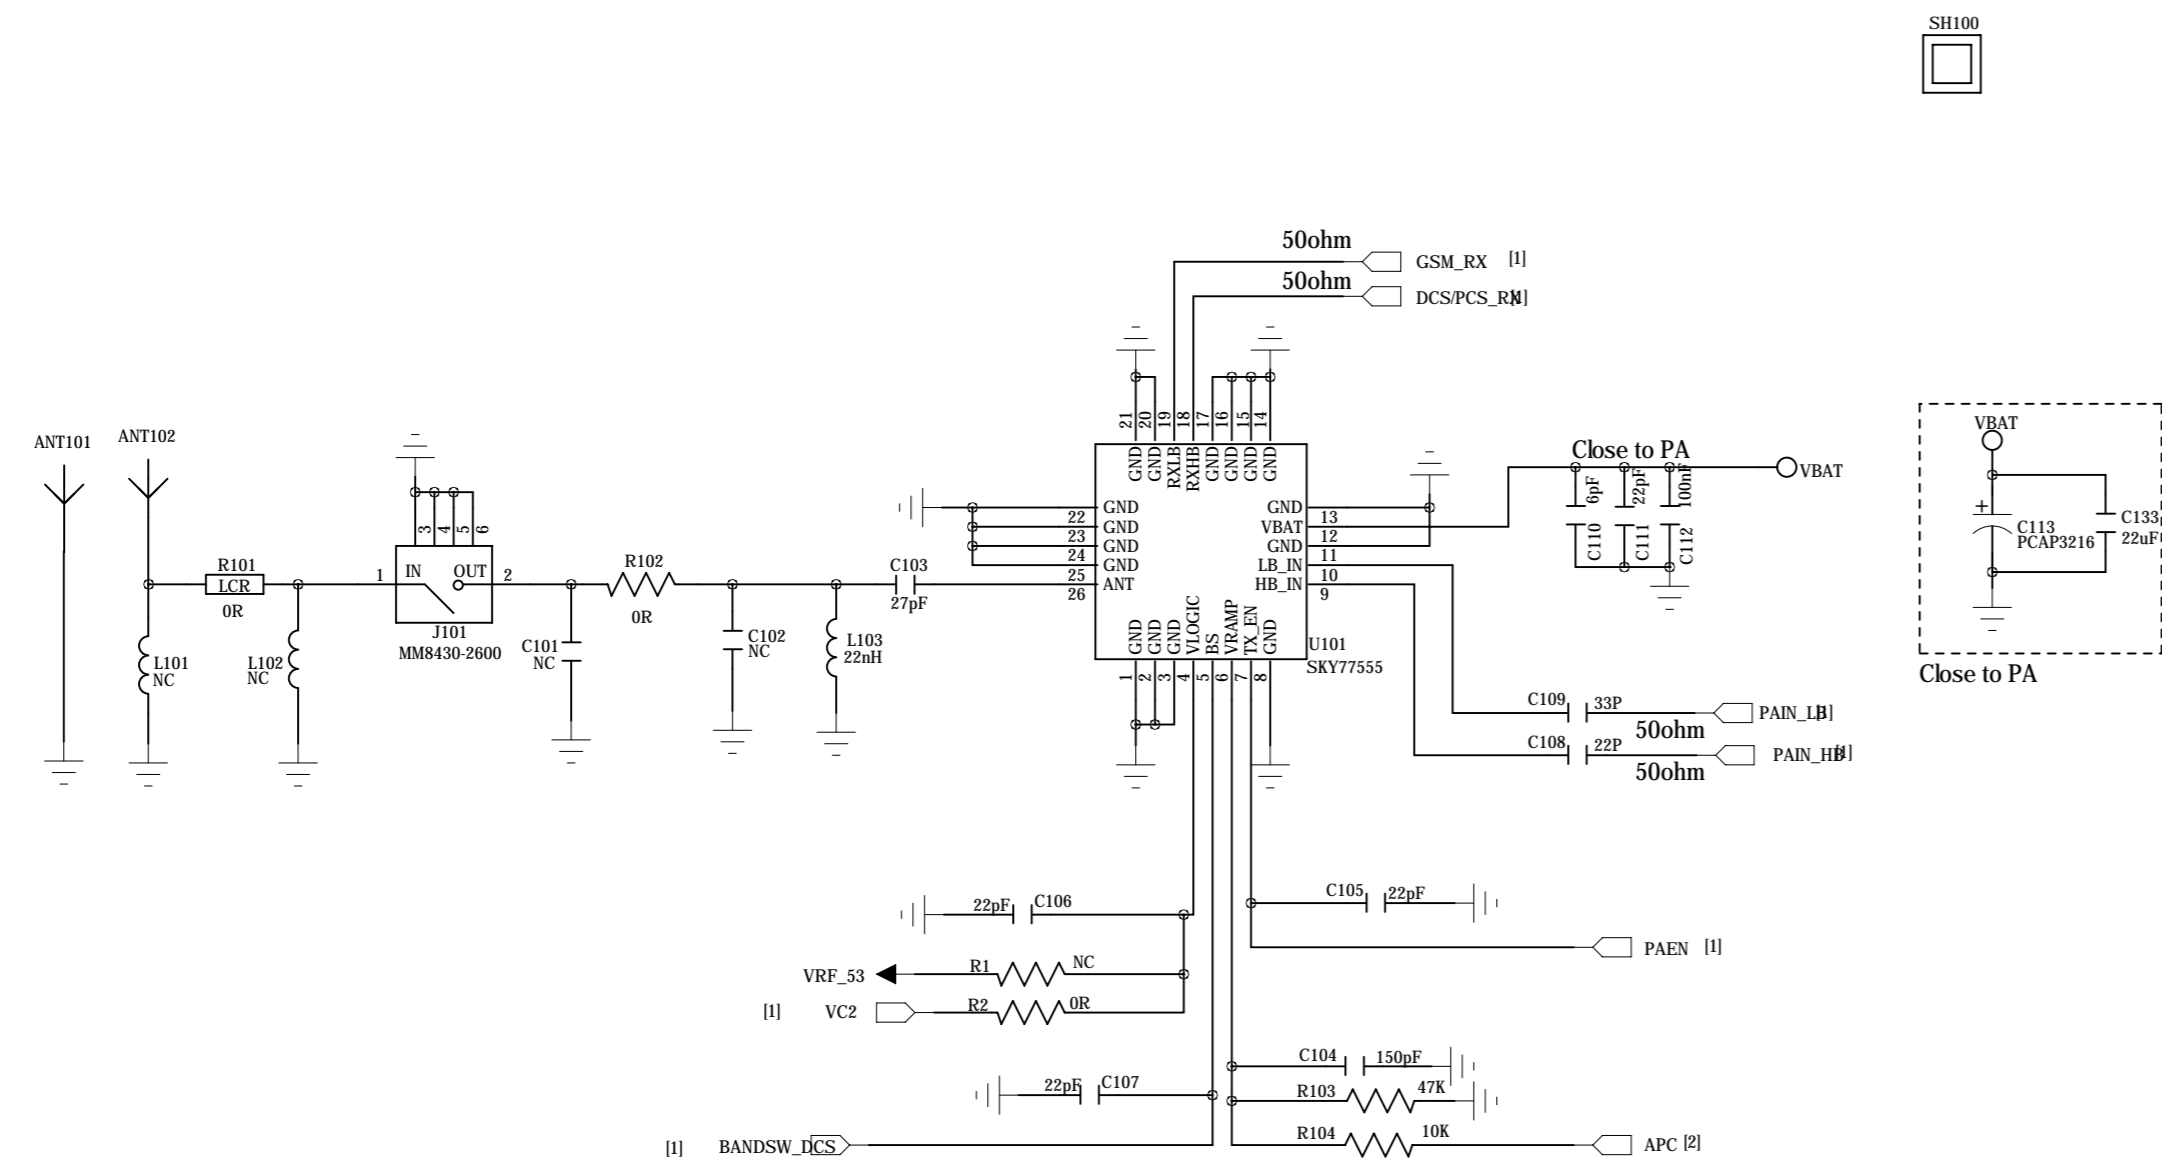 SH100
50ohm
GSM_RX [1]
50ohm
DCS/PCS_RX [1]
21 20 19 18 17 16 15 14
GND GND RXLB RXHB GND GND GND GND
ANT101
ANT102
R101
LCR
0R
L101
NC
L102
NC
3 4 5 6
1 IN OUT 2
J101
MM8430-2600
C101
NC
R102
0R
C102
NC
L103
22nH
C103
27pF
GND
22
GND
23
GND
24
GND
25
ANT
26
GND
13
VBAT
12
GND
11
LB_IN
10
HB_IN
9
GND GND GND VLOGIC BS VRAMP TX_EN GND
1 2 3 4 5 6 7 8
U101
SKY77555
Close to PA
VBAT
6pF 22pF 100nF
C110 C111 C112
VBAT
+
C113
PCAP3216
C133
22uF
Close to PA
C109 33P PAIN_LB [1]
50ohm
C108 22P PAIN_HB [1]
50ohm
22pF C106
C105 22pF
PAEN [1]
VRF_53 R1 NC
[1] VC2 R2 0R
C104 150pF
22pF C107
R103 47K
[1] BANDSW_DCS
R104 10K APC [2]